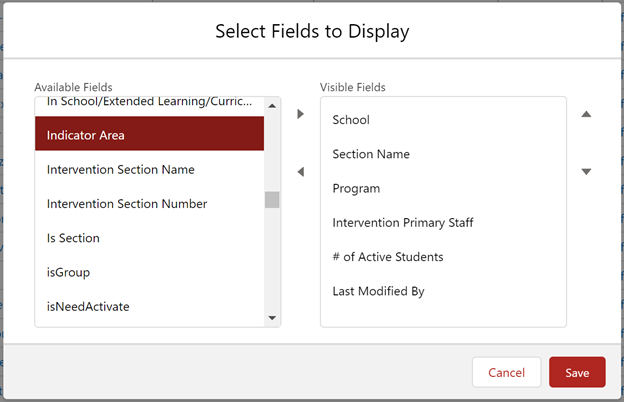 Select Fields to Display
Available Fields
In School/Extended Learning/Curric...
Indicator Area
Intervention Section Name
Intervention Section Number
Is Section
isGroup
isNeedActivate
Visible Fields
School
Section Name
Program
Intervention Primary Staff
# of Active Students
Last Modified By
Cancel
Save